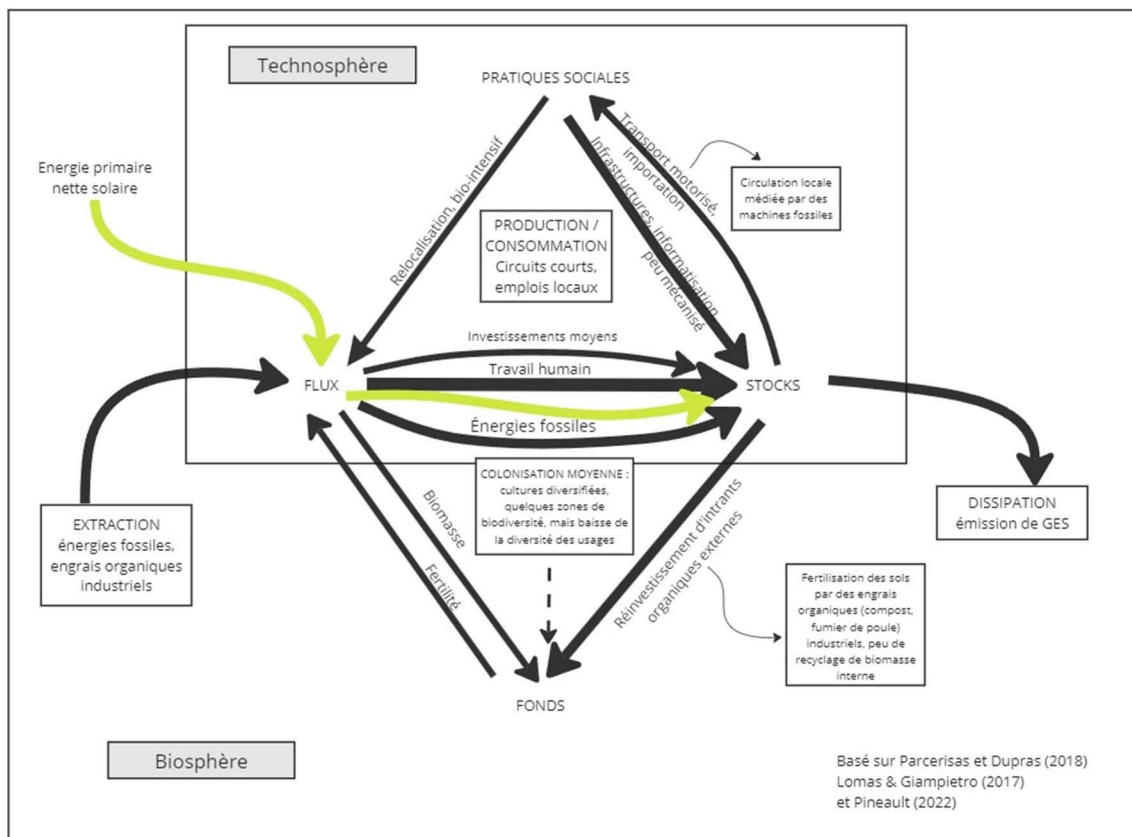 Technosphère
PRATIQUES SOCIALES
Energie primaire
nette solaire
Relocalisation, bio-intensif
Infrastructures, informatisation
peu mécanisé
Transport motorisé,
importation
Circulation locale
médiée par des
machines fossiles
PRODUCTION /
CONSOMMATION
Circuits courts,
emplois locaux
Investissements moyens
FLUX
Travail humain
STOCKS
Énergies fossiles
EXTRACTION
énergies fossiles,
engrais organiques
industriels
Biomasse
Fertilité
COLONISATION MOYENNE :
cultures diversifiées,
quelques zones de
biodiversité, mais baisse de
la diversité des usages
Réinvestissement d'intrants
organiques externes
DISSIPATION
émission de GES
Fertilisation des sols
par des engrais
organiques (compost,
fumier de poule)
industriels, peu de
recyclage de biomasse
interne
FONDS
Biosphère
Basé sur Parcerisas et Dupras (2018)
Lomas & Giampietro (2017)
et Pineault (2022)